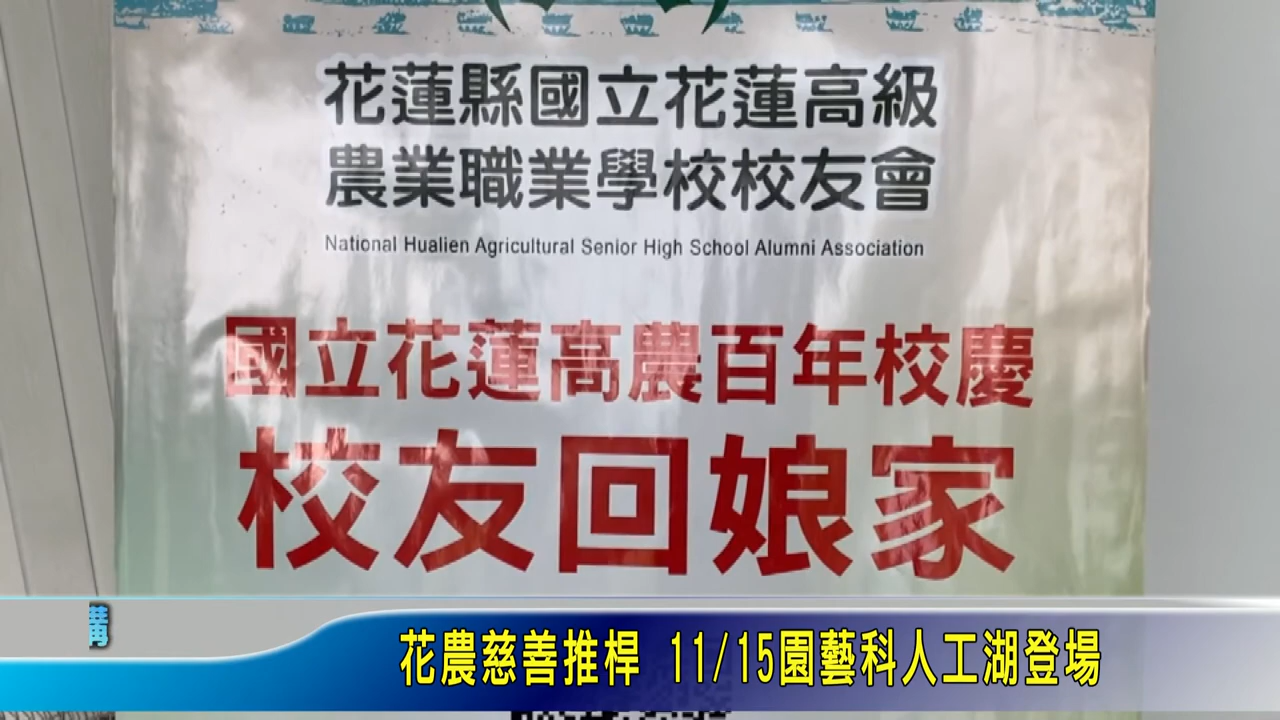 花蓮縣國立花蓮高級
農業職業學校校友會
National Hualien Agricultural Senior High School Alumni Association
國立花蓮高農百年校慶
校友回娘家
花農慈善推桿 11/15園藝科人工湖登場